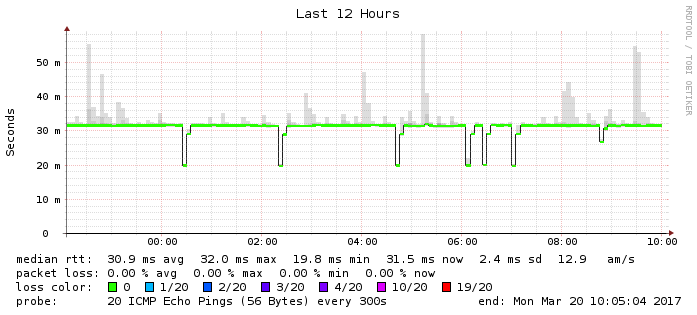 Last 12 Hours
RRDTOOL / TOBI OETIKER
Seconds
50 m
40 m
30 m
20 m
10 m
0
00:00 02:00 04:00 06:00 08:00 10:00
median rtt: 30.9 ms avg 32.0 ms max 19.8 ms min 31.5 ms now 2.4 ms sd 12.9 am/s
packet loss: 0.00 % avg 0.00 % max 0.00 % min 0.00 % now
loss color: 0 1/20 2/20 3/20 4/20 10/20 19/20
probe: 20 ICMP Echo Pings (56 Bytes) every 300s end: Mon Mar 20 10:05:04 2017